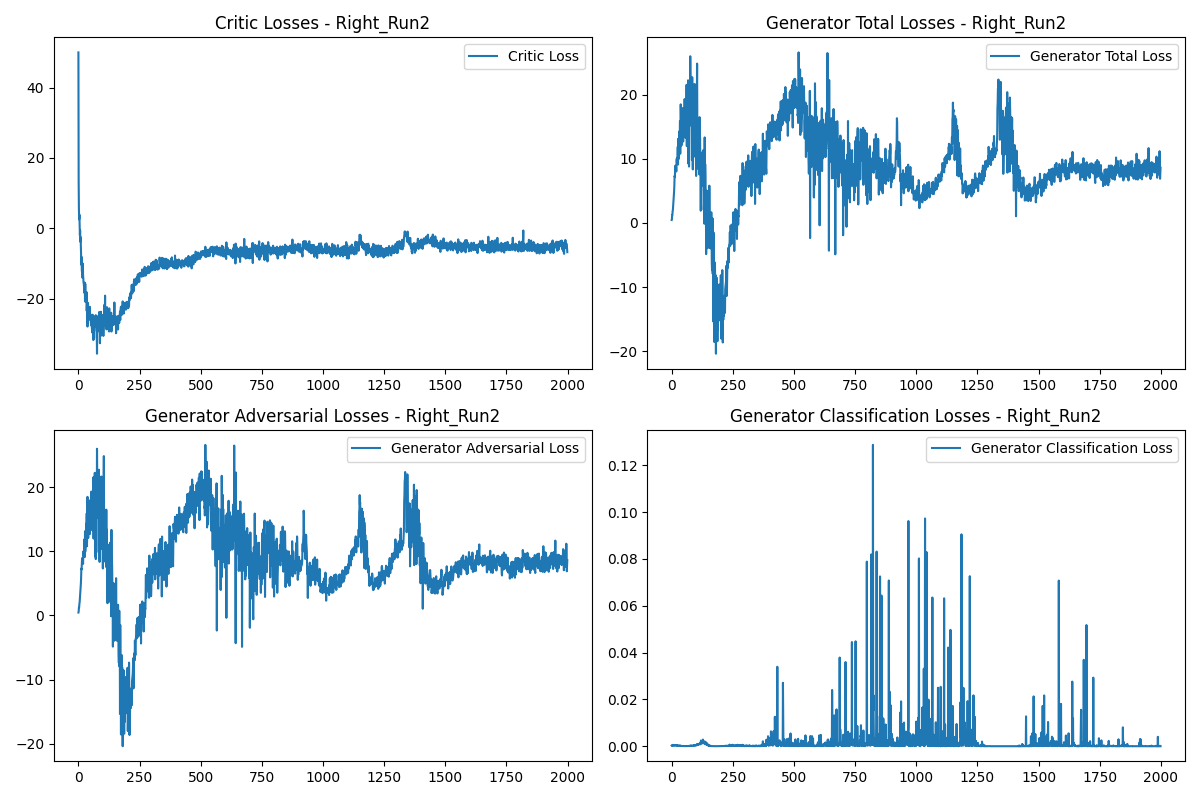 Critic Losses - Right_Run2
Critic Loss
40
20
0
−20
0 250 500 750 1000 1250 1500 1750 2000
Generator Total Losses - Right_Run2
Generator Total Loss
20
10
0
−10
−20
0 250 500 750 1000 1250 1500 1750 2000
Generator Adversarial Losses - Right_Run2
Generator Adversarial Loss
20
10
0
−10
−20
0 250 500 750 1000 1250 1500 1750 2000
Generator Classification Losses - Right_Run2
Generator Classification Loss
0.12
0.10
0.08
0.06
0.04
0.02
0.00
0 250 500 750 1000 1250 1500 1750 2000